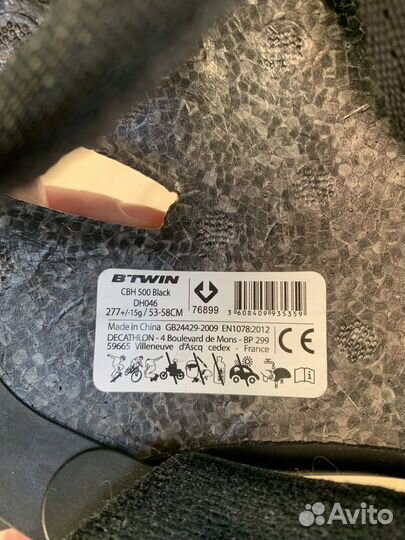 B'TWIN
CBH 500 Black
DH046
277+/-15g / 53-58CM
76899
3 608409 935359
Made in China GB24429-2009 EN1078:2012
DECATHLON - 4 Boulevard de Mons - BP 299
59665 Villeneuve d'Ascq cedex - France
CE
Avito